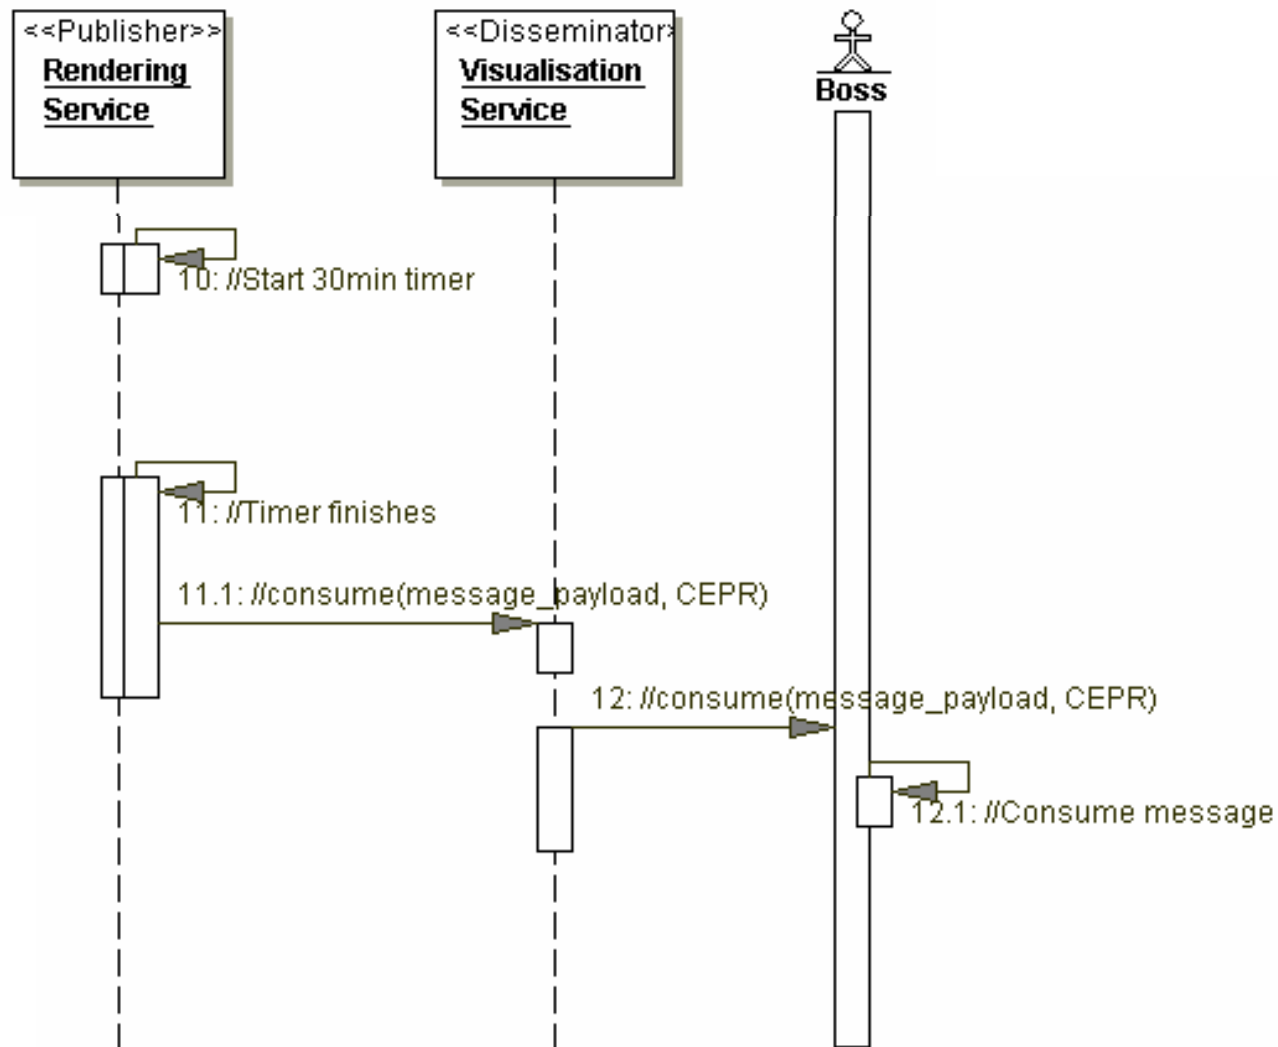 <<Publisher>>
Rendering
Service
<<Disseminator>
Visualisation
Service
Boss
10: //Start 30min timer
11: //Timer finishes
11.1: //consume(message_payload, CEPR)
12: //consume(message_payload, CEPR)
12.1: //Consume message